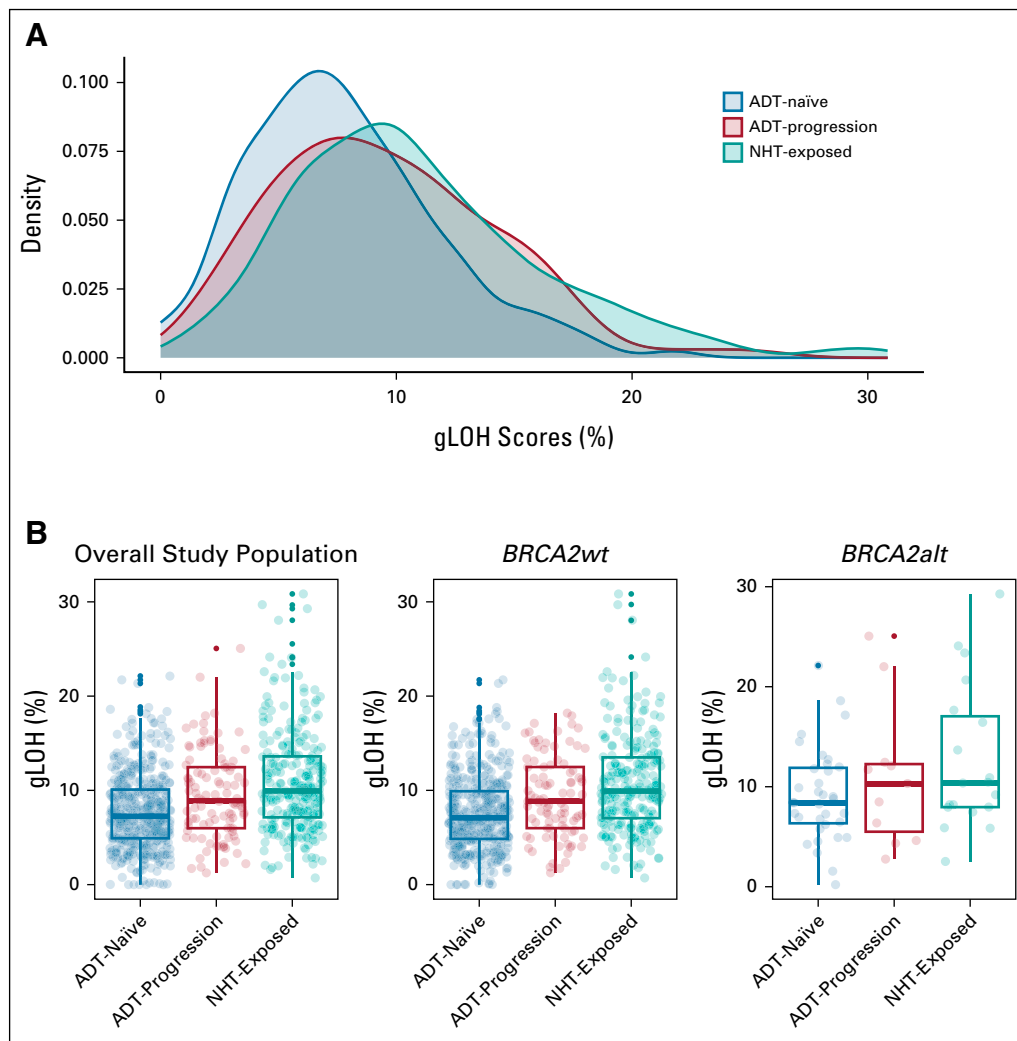 A
0.100
0.075
0.050
0.025
0.000
Density
ADT-naïve
ADT-progression
NHT-exposed
0
10
20
30
gLOH Scores (%)
B
Overall Study Population
BRCA2wt
BRCA2alt
gLOH (%)
30
20
10
0
ADT-Naïve
ADT-Progression
NHT-Exposed
gLOH (%)
30
20
10
0
ADT-Naïve
ADT-Progression
NHT-Exposed
gLOH (%)
30
20
10
0
ADT-Naïve
ADT-Progression
NHT-Exposed